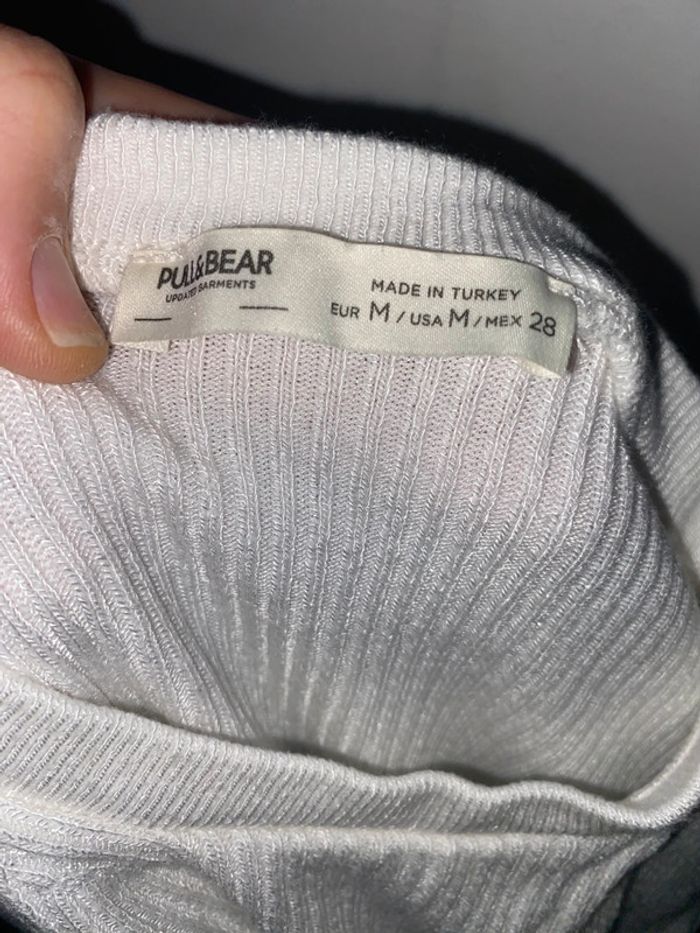 PULL&BEAR
UPDATED GARMENTS
MADE IN TURKEY
EUR M / USA M / MEX 28